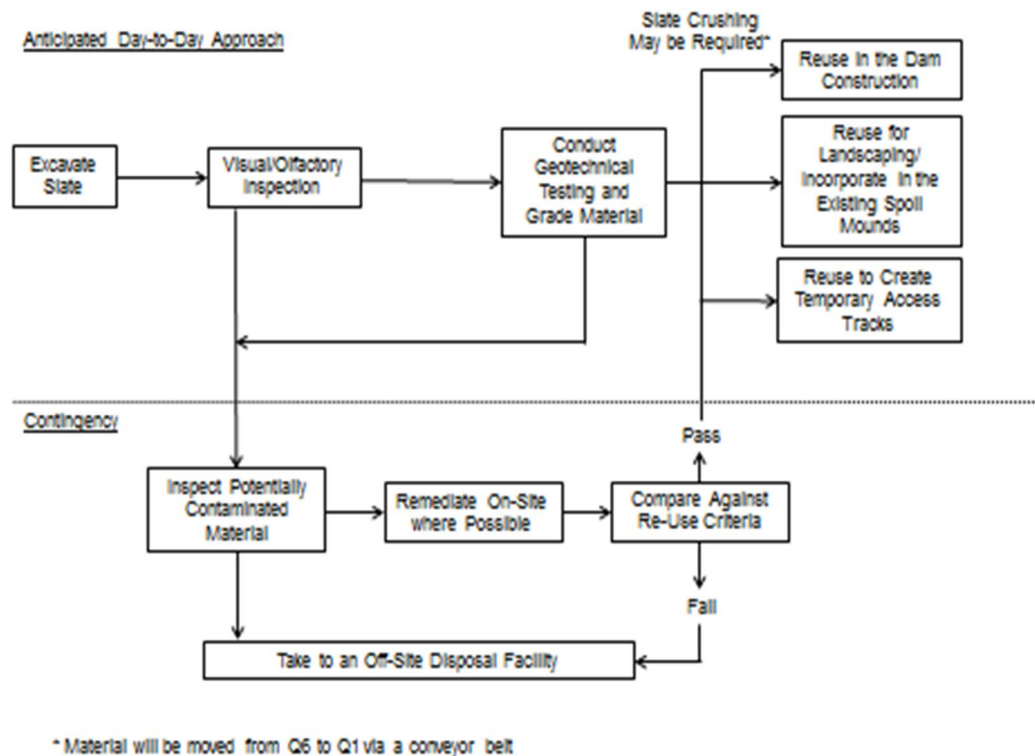 Anticipated Day-to-Day Approach
Slate Crushing
May be Required*
Reuse in the Dam
Construction
Excavate
Slate
Visual/Olfactory
Inspection
Conduct
Geotechnical
Testing and
Grade Material
Reuse for
Landscaping/
Incorporate in the
Existing Spoil
Mounds
Reuse to Create
Temporary Access
Tracks
Contingency
Pass
Inspect Potentially
Contaminated
Material
Remediate On-Site
where Possible
Compare Against
Re-Use Criteria
Fail
Take to an Off-Site Disposal Facility
* Material will be moved from Q6 to Q1 via a conveyor belt